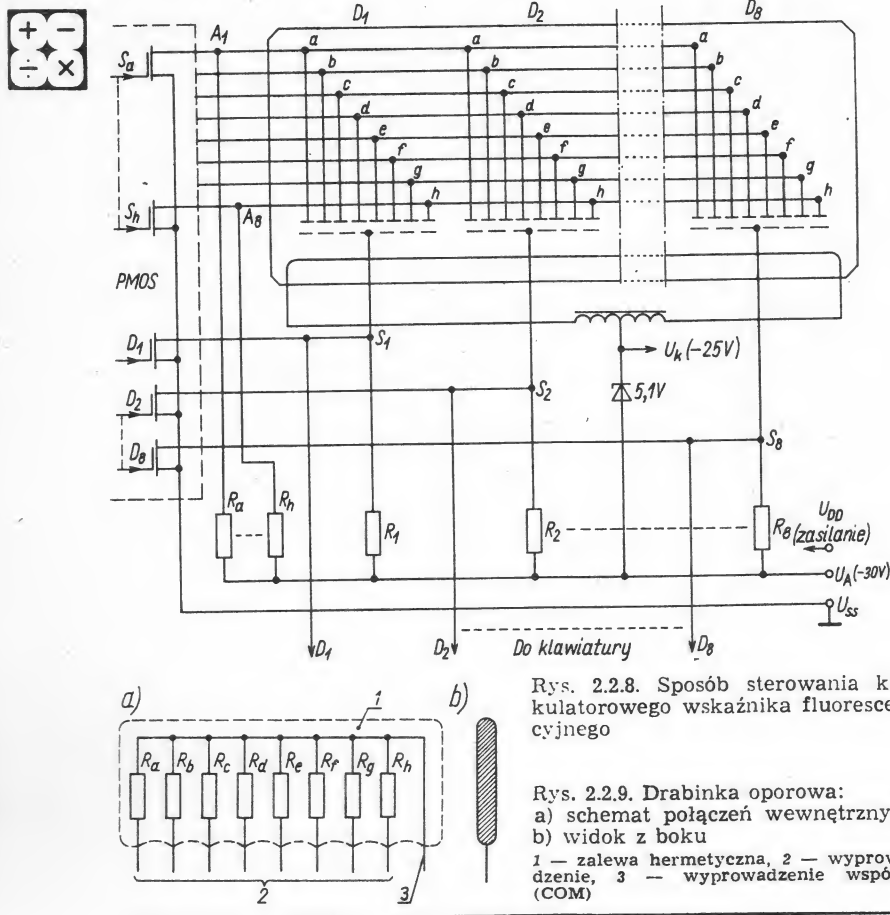 + −
÷ ×
D1 D2 D8
A1
Sa
a b c d e f g h
a b c d e f g h
a b c d e f g h
Sh
A8
PMOS
D1
S1
Uk (-25V)
D2
S2
5,1V
D8
S8
Ra Rh R1 R2 R8
UDD
(zasilanie)
UA (-30V)
Uss
D1 D2 Do klawiatury D8
a) 1 b)
Ra Rb Rc Rd Re Rf Rg Rh
2 3
Rys. 2.2.8. Sposób sterowania k
kulatorowego wskaźnika fluoresce
cyjnego
Rys. 2.2.9. Drabinka oporowa:
a) schemat połączeń wewnętrzny
b) widok z boku
1 — zalewa hermetyczna, 2 — wyprow
dzenie, 3 — wyprowadzenie wspó
(COM)